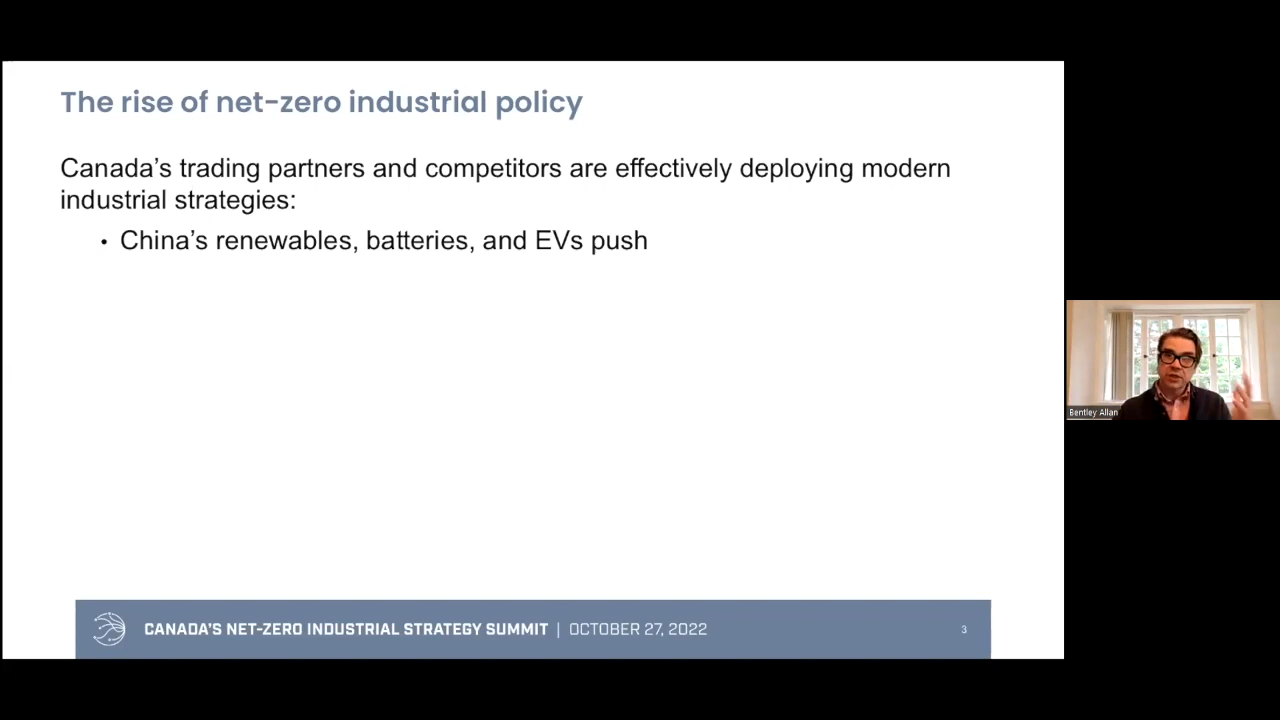 The rise of net-zero industrial policy
Canada’s trading partners and competitors are effectively deploying modern
industrial strategies:
• China’s renewables, batteries, and EVs push
Bentley Allan
CANADA’S NET-ZERO INDUSTRIAL STRATEGY SUMMIT | OCTOBER 27, 2022
3